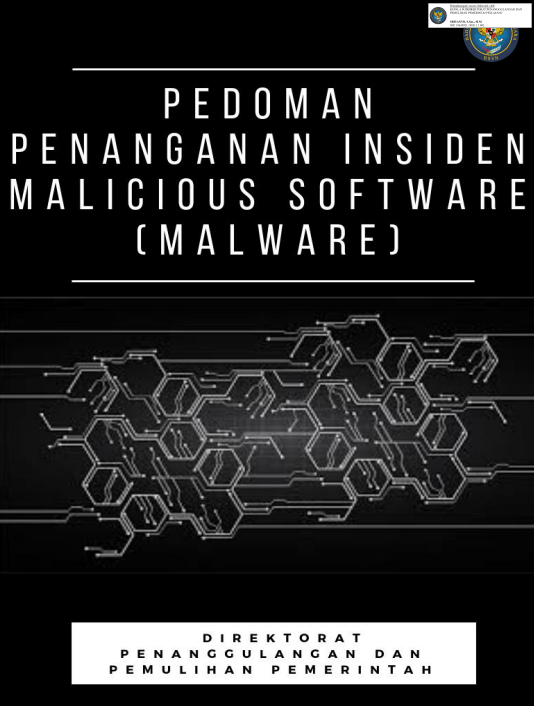 PEDOMAN
PENANGANAN INSIDEN
MALICIOUS SOFTWARE
(MALWARE)
DIREKTORAT
PENANGGULANGAN DAN
PEMULIHAN PEMERINTAH